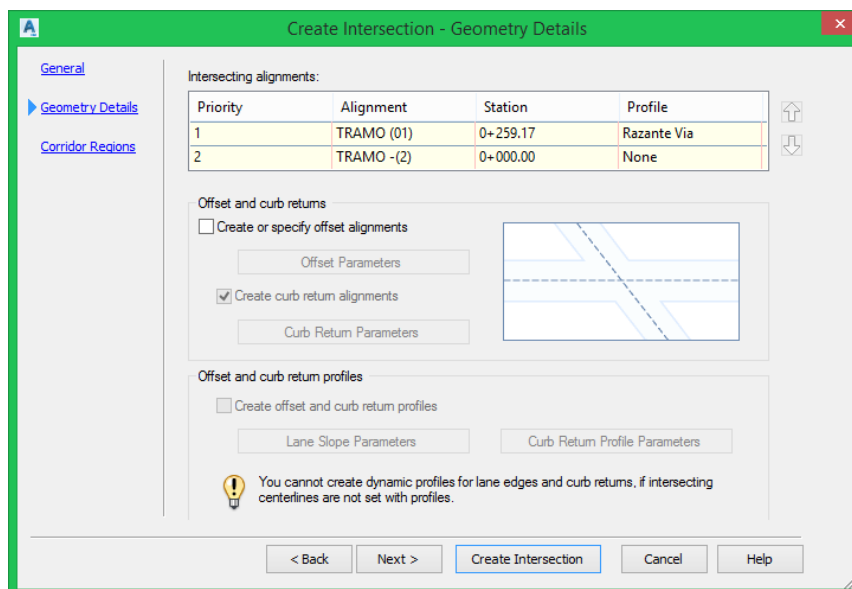 Create Intersection - Geometry Details
General
Geometry Details
Corridor Regions
Intersecting alignments:
Priority Alignment Station Profile
1 TRAMO (01) 0+259.17 Razante Via
2 TRAMO -(2) 0+000.00 None
Offset and curb returns
Create or specify offset alignments
Offset Parameters
Create curb return alignments
Curb Return Parameters
Offset and curb return profiles
Create offset and curb return profiles
Lane Slope Parameters Curb Return Profile Parameters
You cannot create dynamic profiles for lane edges and curb returns, if intersecting
centerlines are not set with profiles.
< Back Next > Create Intersection Cancel Help